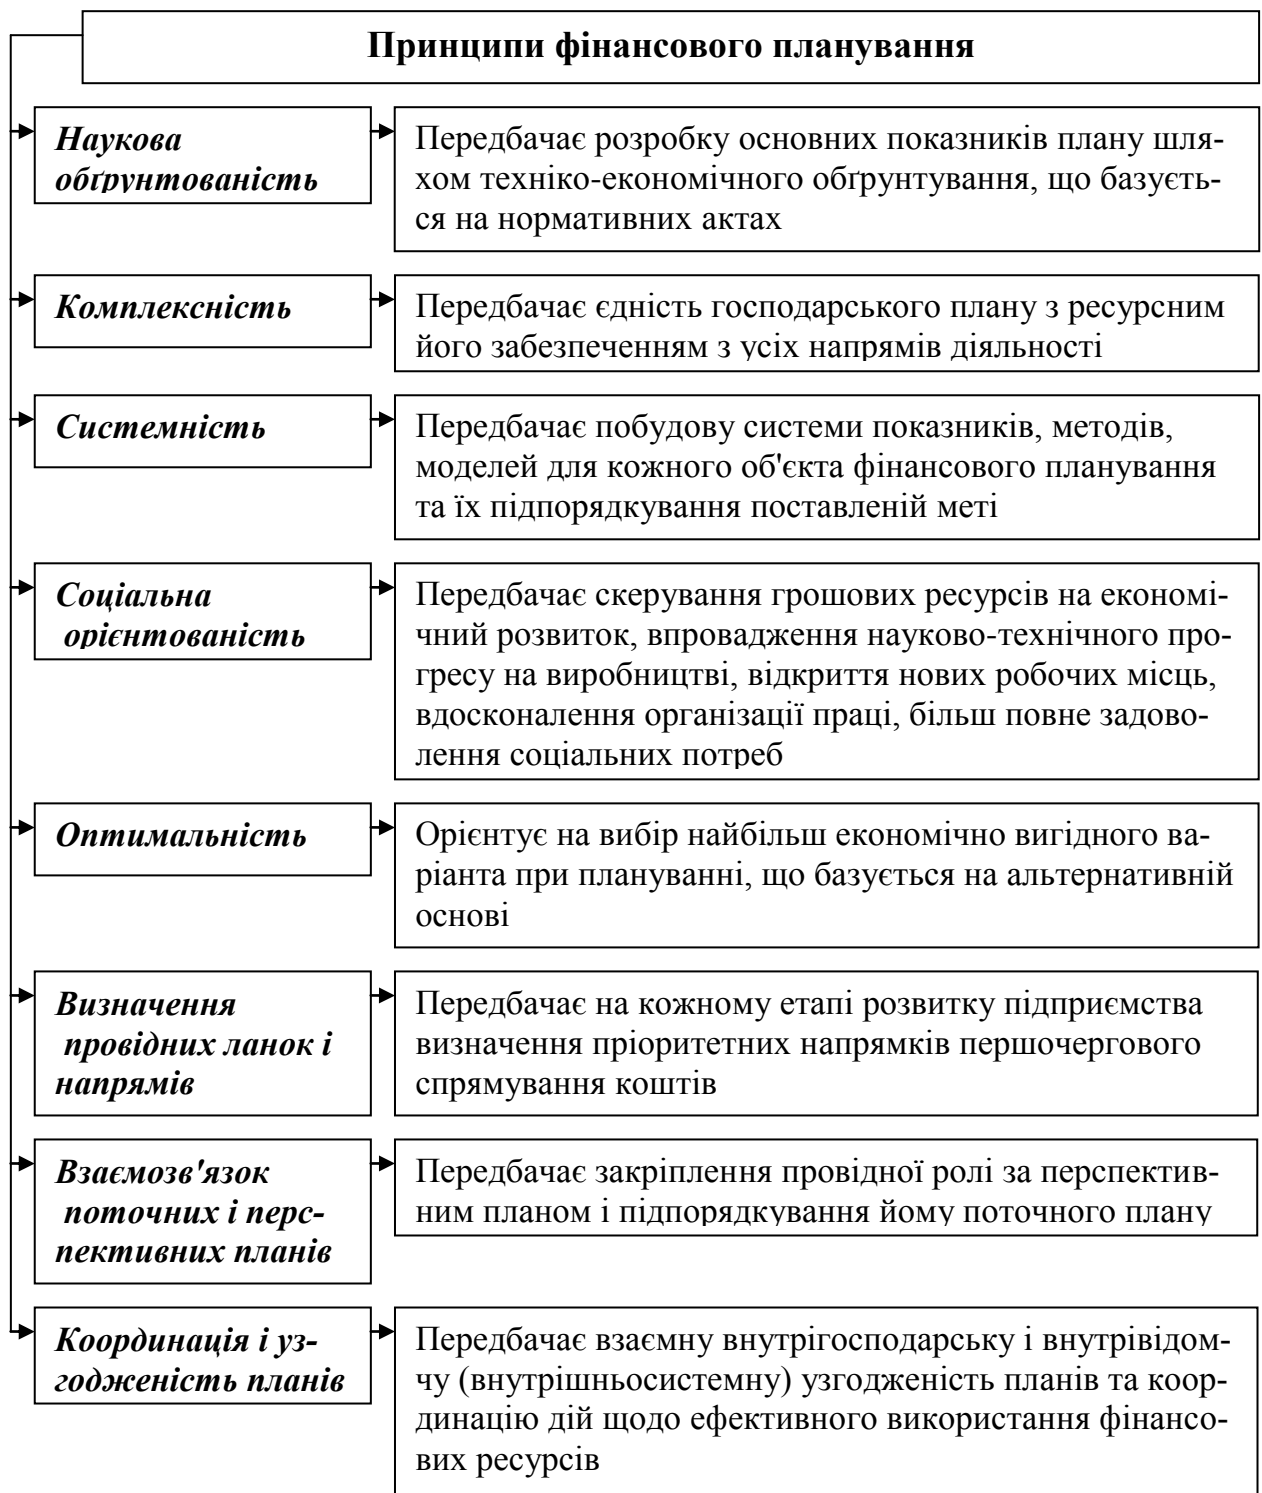 Принципи фінансового планування
Наукова
обґрунтованість
Передбачає розробку основних показників плану шля-
хом техніко-економічного обґрунтування, що базуєть-
ся на нормативних актах
Комплексність
Передбачає єдність господарського плану з ресурсним
його забезпеченням з усіх напрямів діяльності
Системність
Передбачає побудову системи показників, методів,
моделей для кожного об'єкта фінансового планування
та їх підпорядкування поставленій меті
Соціальна
орієнтованість
Передбачає скерування грошових ресурсів на економі-
чний розвиток, впровадження науково-технічного про-
гресу на виробництві, відкриття нових робочих місць,
вдосконалення організації праці, більш повне задово-
лення соціальних потреб
Оптимальність
Орієнтує на вибір найбільш економічно вигідного ва-
ріанта при плануванні, що базується на альтернативній
основі
Визначення
провідних ланок і
напрямів
Передбачає на кожному етапі розвитку підприємства
визначення пріоритетних напрямків першочергового
спрямування коштів
Взаємозв'язок
поточних і перс-
пективних планів
Передбачає закріплення провідної ролі за перспектив-
ним планом і підпорядкування йому поточного плану
Координація і уз-
годженість планів
Передбачає взаємну внутрігосподарську і внутрівідом-
чу (внутрішньосистемну) узгодженість планів та коор-
динацію дій щодо ефективного використання фінансо-
вих ресурсів